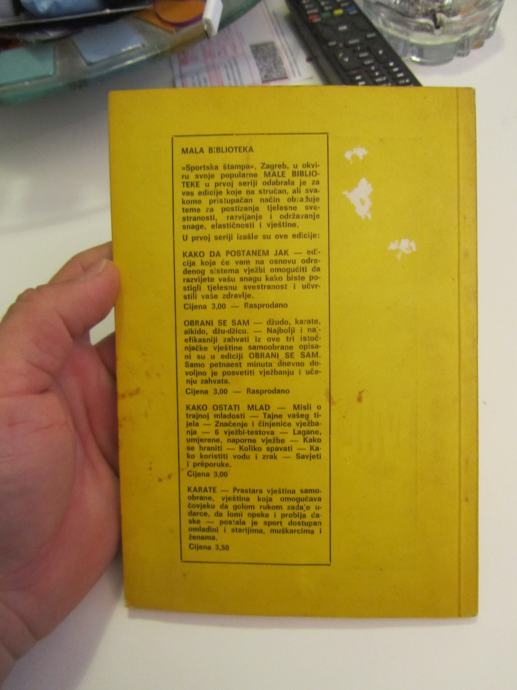 MALA BIBLIOTEKA
»Sportska štampa«, Zagreb, u okvi-
ru svoje popularne MALE BIBLIO-
TEKE u prvoj seriji odabrala je za
vas edicije koje na stručan, ali sva-
kome pristupačan način obrađuje
teme za postizanje tjelesne sve-
stranosti, razvijanje i održavanje
snage, elastičnosti i vještine.
U prvoj seriji izašle su ove edicije:
KAKO DA POSTANEM JAK — edi-
cija koja će vam na osnovu odre-
đenog sistema vježbi omogućiti da
razvijete vašu snagu kako biste po-
stigli tjelesnu svestranost i učvr-
stili vaše zdravlje.
Cijena 3,00 — Rasprodano
OBRANI SE SAM — džudo, karate,
aikido, džu-džicu. — Najbolji i naj-
efikasniji zahvati iz ove tri istoč-
njačke vještine samoobrane opisa-
ni su u ediciji OBRANI SE SAM.
Samo petnaest minuta dnevno do-
voljno je posvetiti vježbanju i uče-
nju zahvata.
Cijena 3,00 — Rasprodano
KAKO OSTATI MLAD — Misli o
trajnoj mladosti — Tajne vašeg ti-
jela — Značenje i činjenice vježba-
nja — 6 vježbi-testova — Lagane,
umjerene, naporne vježbe — Kako
se hraniti — Koliko spavati — Ka-
ko koristiti vodu i zrak — Savjeti
i preporuke.
Cijena 3,00
KARATE — Prastara vještina samo-
obrane, vještina koja omogućava
čovjeku da golom rukom zadaje u-
darce, da lomi opeke i probija da-
ske — postala je sport dostupan
omladini i starijima, muškarcima i
ženama.
Cijena 3,50